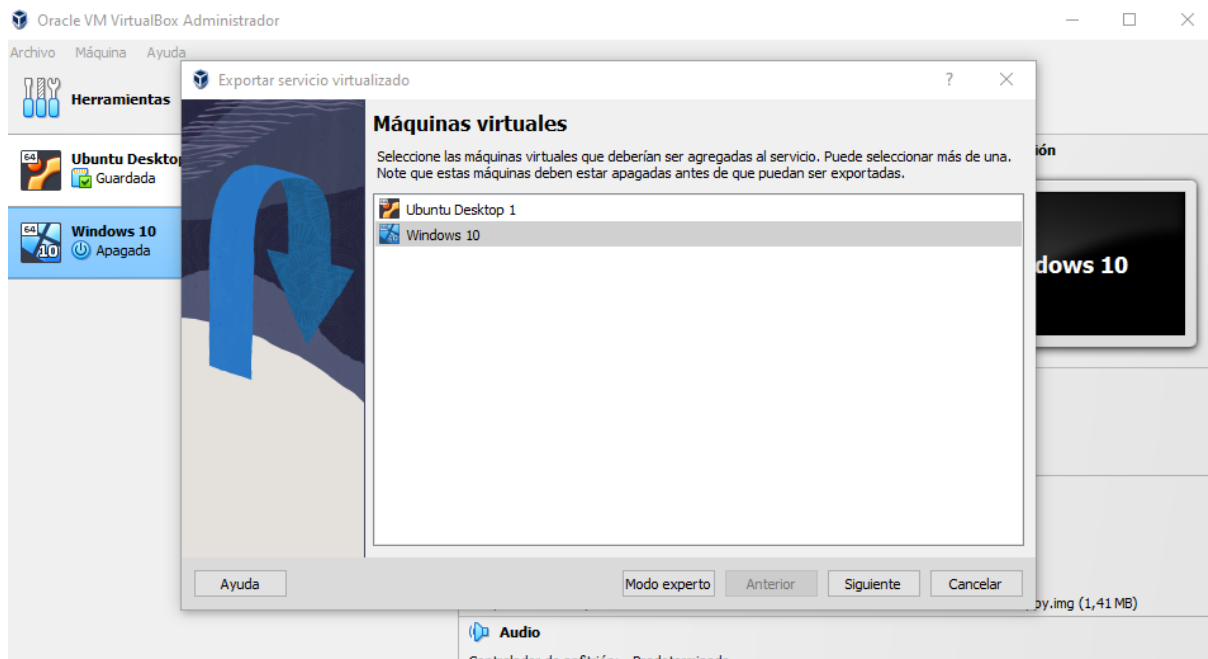 Oracle VM VirtualBox Administrador
Archivo Máquina Ayuda
Exportar servicio virtualizado
Herramientas
Máquinas virtuales
Seleccione las máquinas virtuales que deberían ser agregadas al servicio. Puede seleccionar más de una.
Note que estas máquinas deben estar apagadas antes de que puedan ser exportadas.
64
Ubuntu Desktop
Guardada
ión
Ubuntu Desktop 1
Windows 10
64
10
Windows 10
Apagada
dows 10
Ayuda
Modo experto
Anterior
Siguiente
Cancelar
py.img (1,41 MB)
Audio